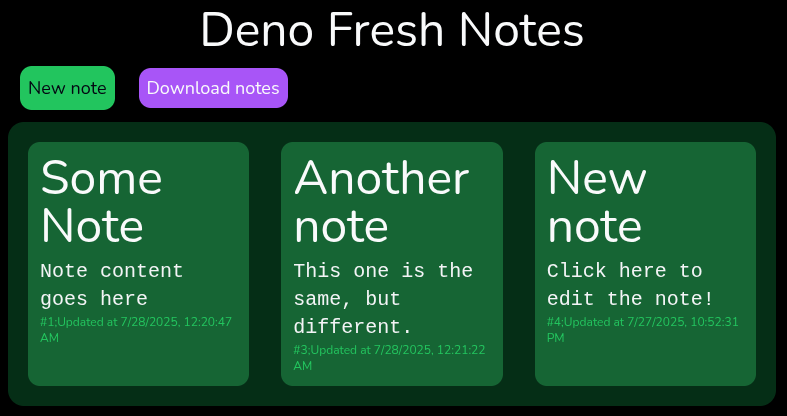 Deno Fresh Notes
New note
Download notes
Some
Note
Note content
goes here
#1;Updated at 7/28/2025, 12:20:47
AM
Another
note
This one is the
same, but
different.
#3;Updated at 7/28/2025, 12:21:22
AM
New
note
Click here to
edit the note!
#4;Updated at 7/27/2025, 10:52:31
PM